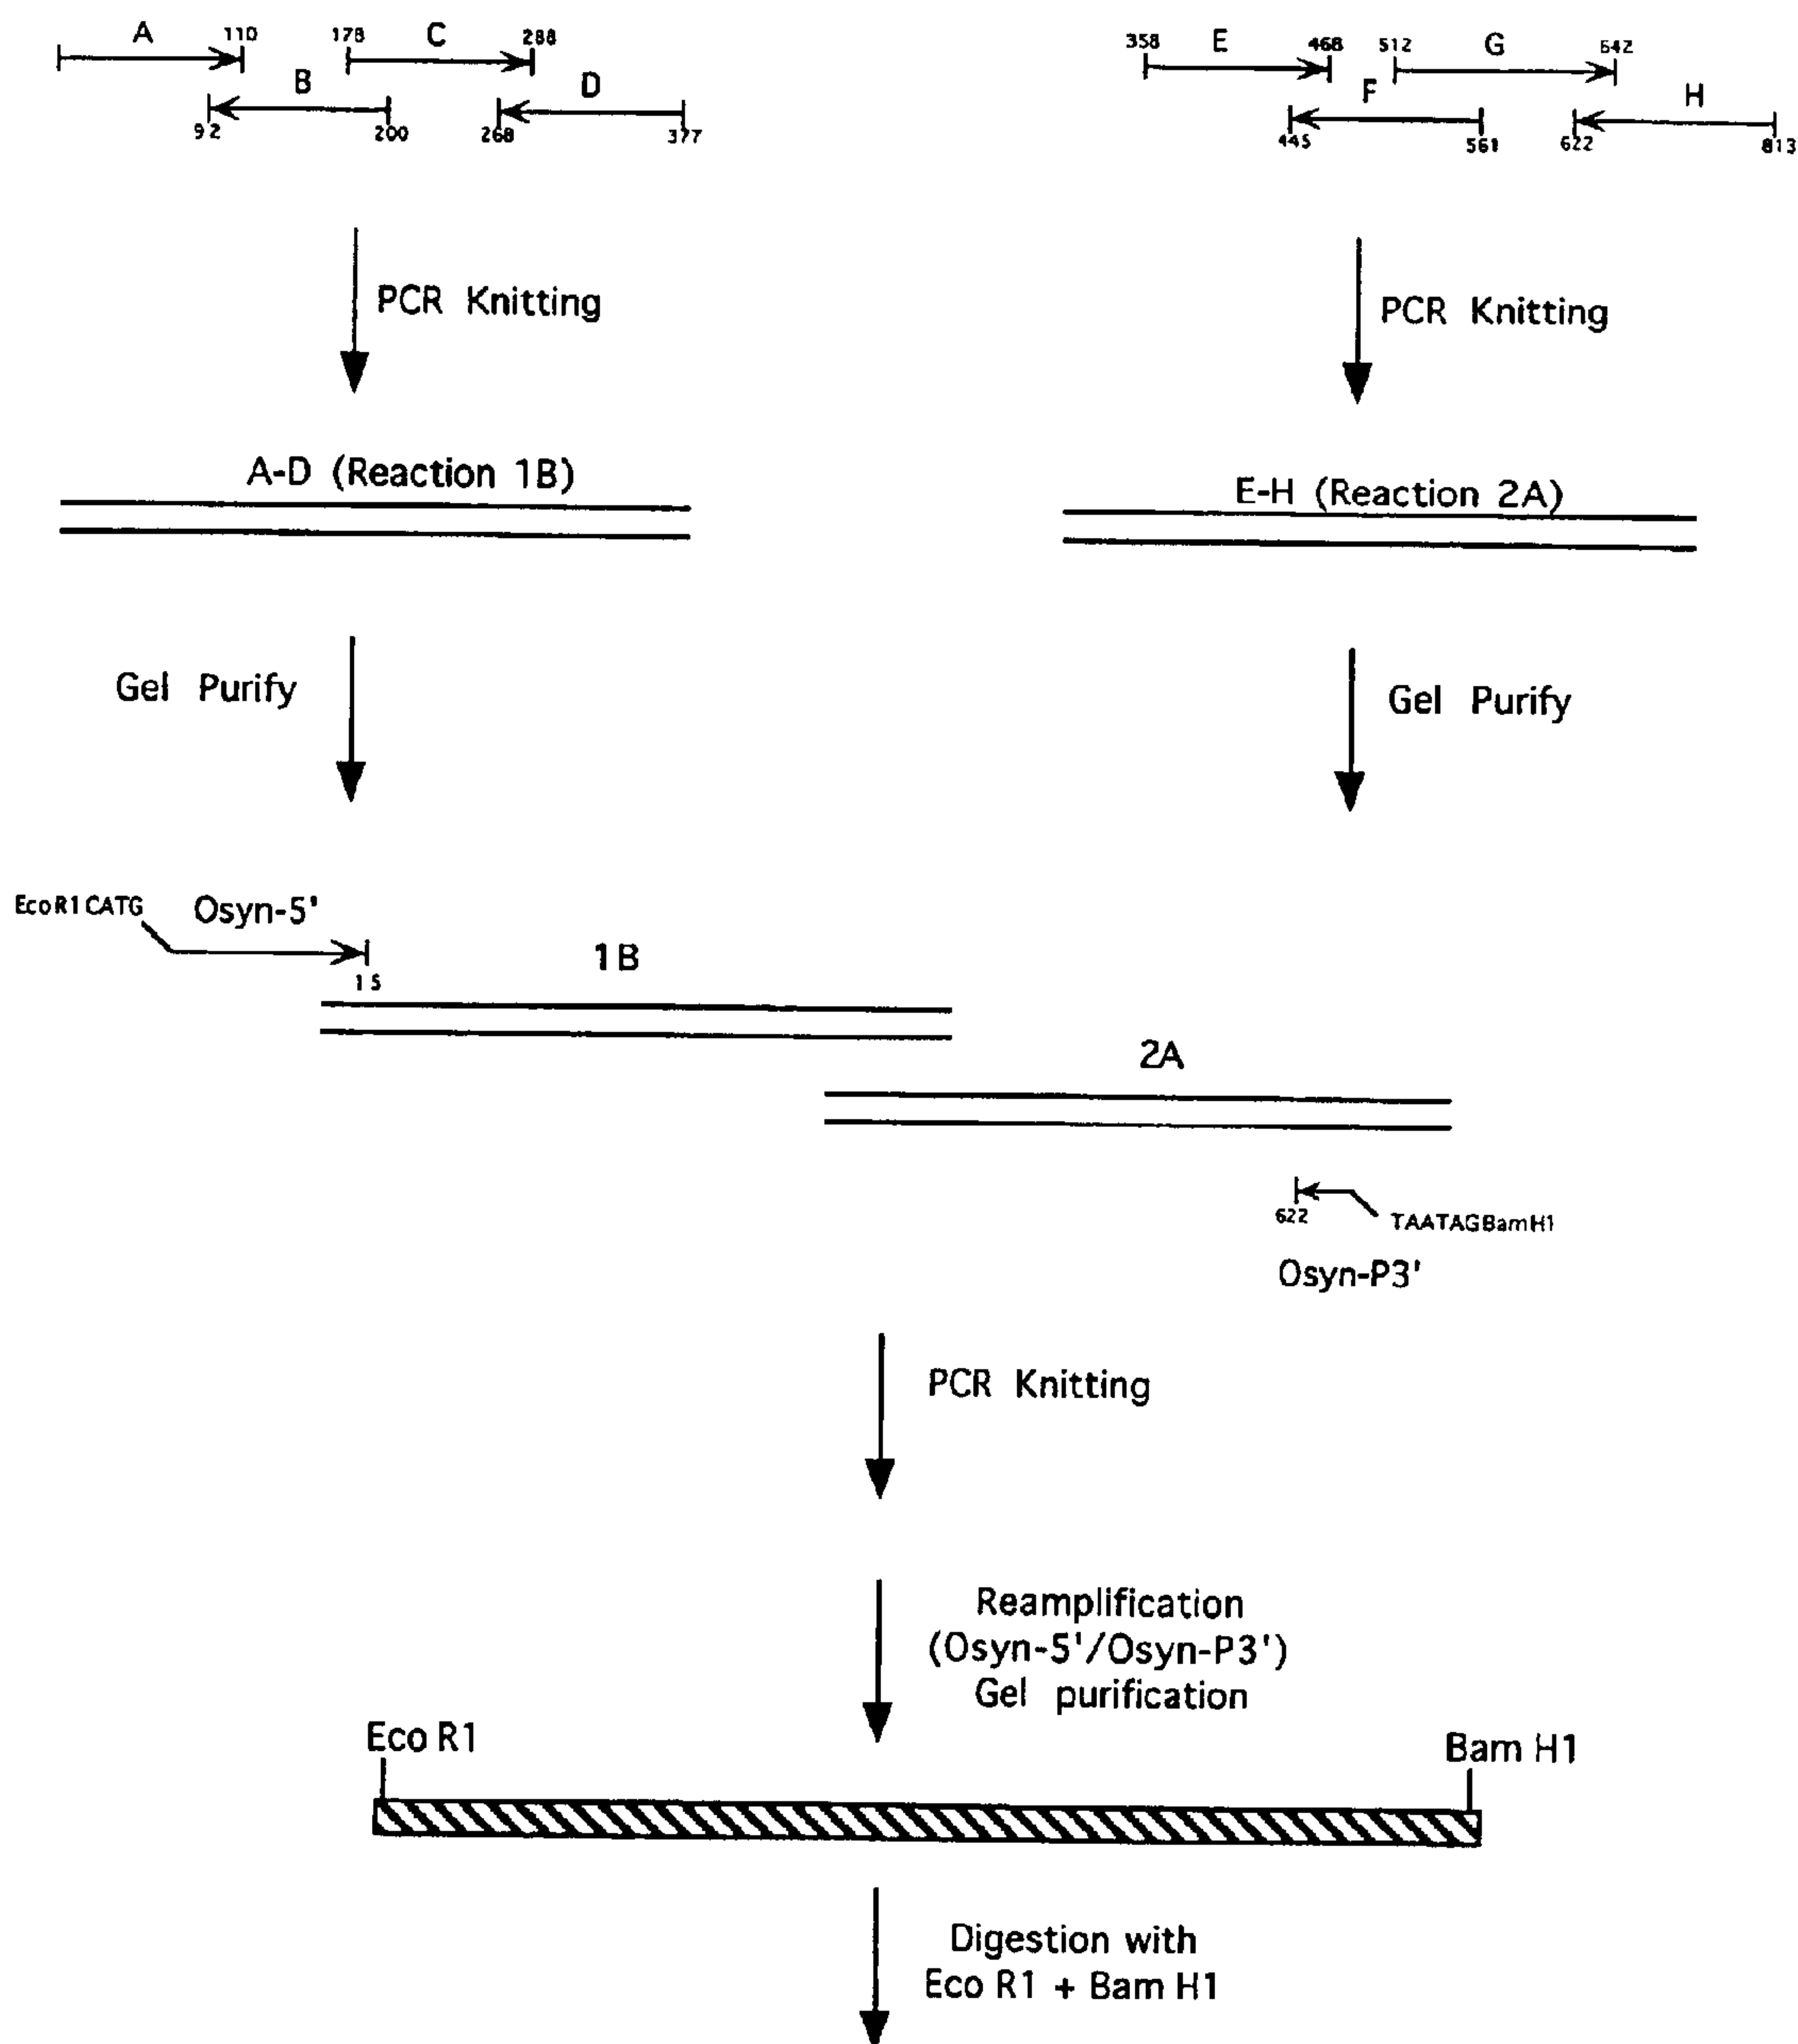 A 110 178 C 288
B D
92 200 268 377
358 E 468 512 G 642
F H
445 561 622 813
PCR Knitting
PCR Knitting
A-D (Reaction 1B)
E-H (Reaction 2A)
Gel Purify
Gel Purify
EcoR1CATG Osyn-5'
15
1B
2A
622
TAATAGBamH1
Osyn-P3'
PCR Knitting
Reamplification
(Osyn-5'/Osyn-P3')
Gel purification
Eco R1
Bam H1
Digestion with
Eco R1 + Bam H1